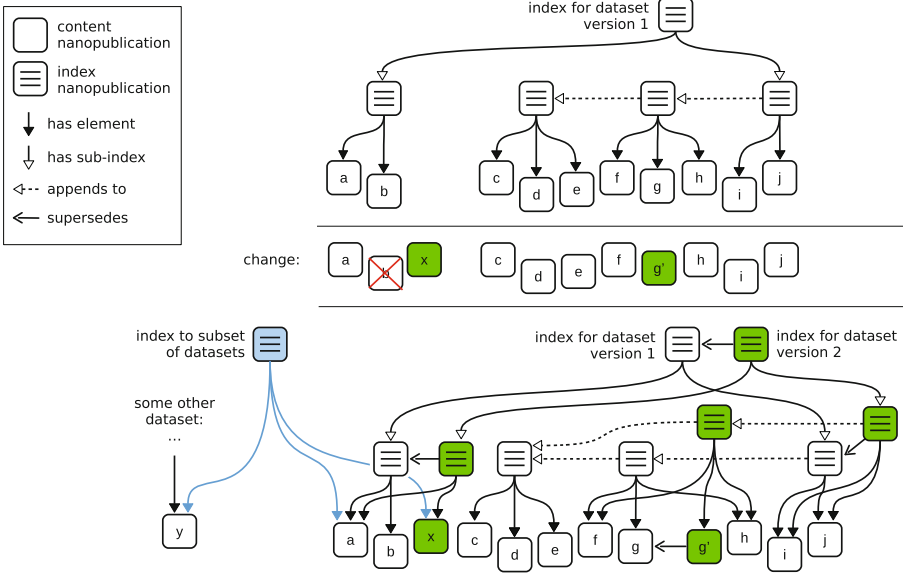 content
nanopublication
index
nanopublication
has element
has sub-index
appends to
supersedes
index for dataset
version 1
a
b
c
d
e
f
g
h
i
j
change:
a
b
x
c
d
e
f
g'
h
i
j
index to subset
of datasets
some other
dataset:
...
y
index for dataset
version 1
index for dataset
version 2
a
b
x
c
d
e
f
g
g'
h
i
j